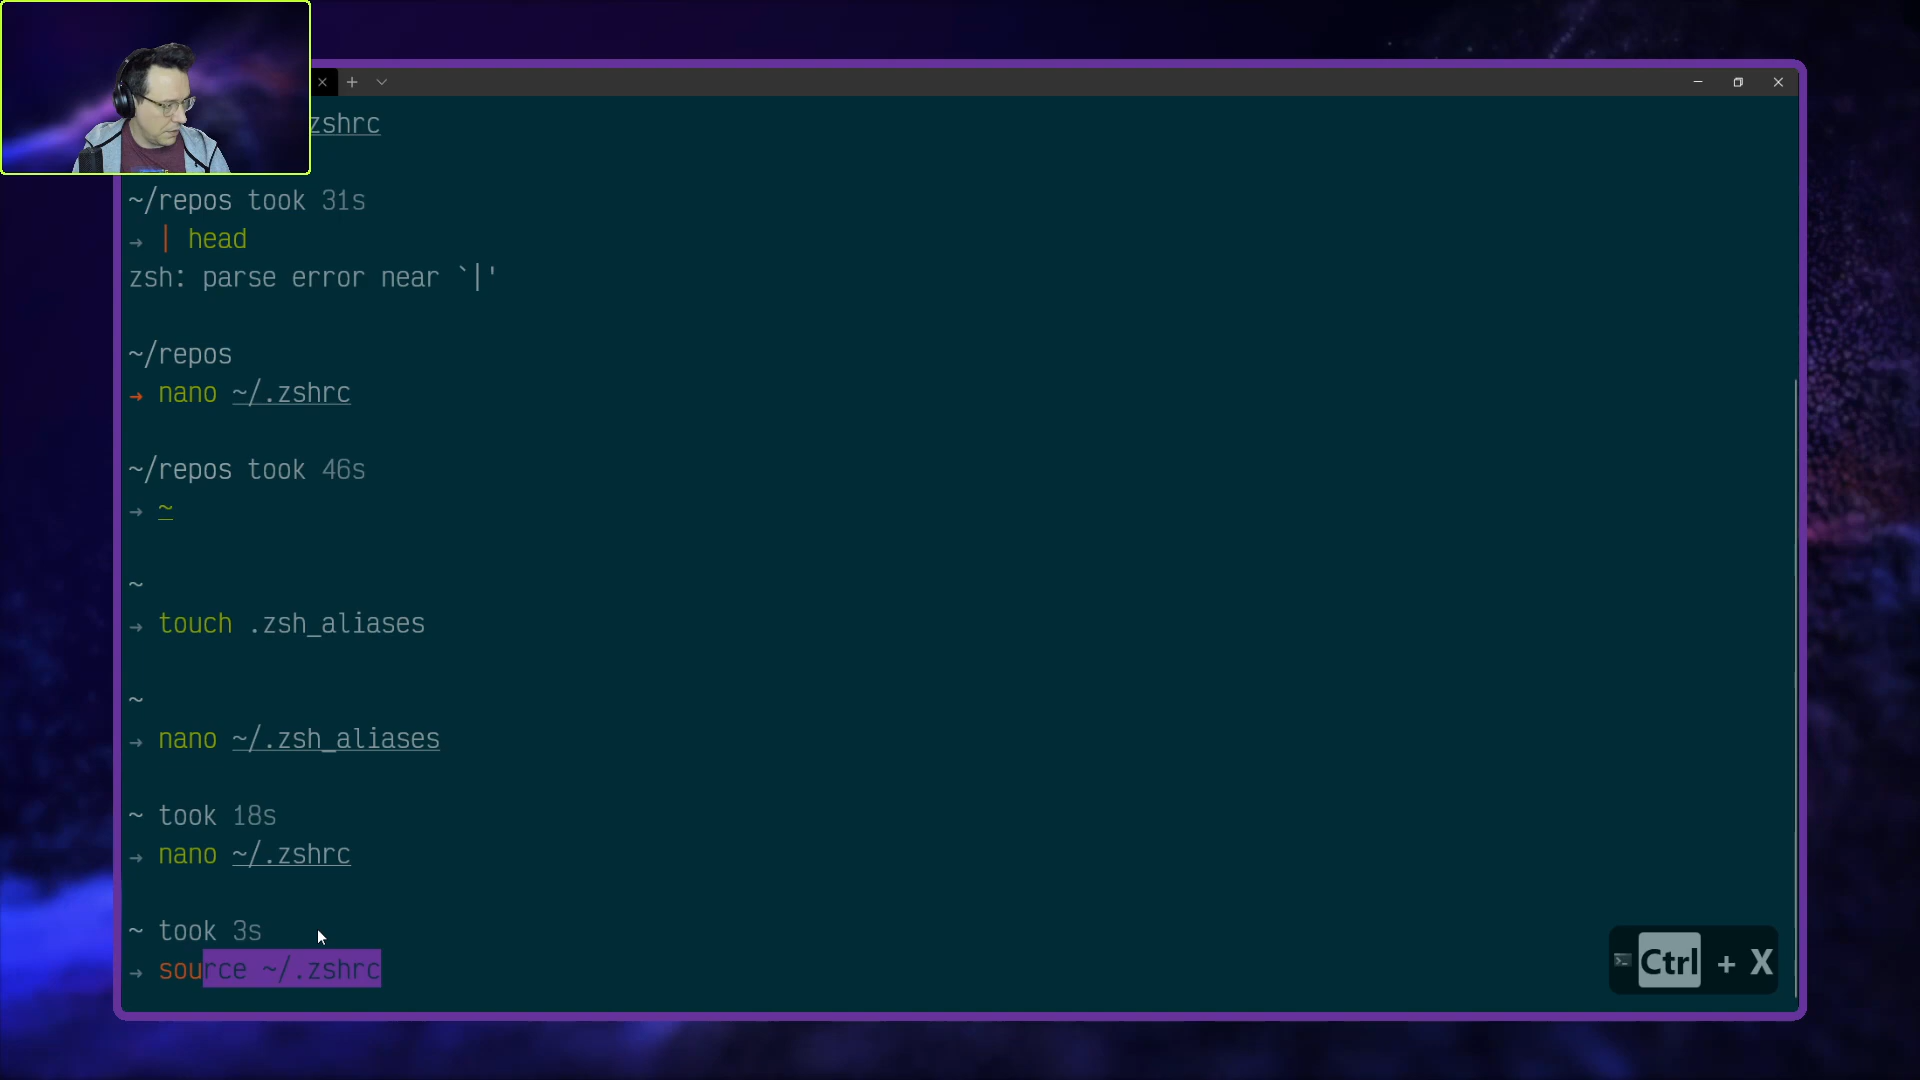 zshrc
~/repos took 31s
→ | head
zsh: parse error near `|'
~/repos
→ nano ~/.zshrc
~/repos took 46s
→ ~
~
→ touch .zsh_aliases
~
→ nano ~/.zsh_aliases
~ took 18s
→ nano ~/.zshrc
~ took 3s
→ source ~/.zshrc
Ctrl + X